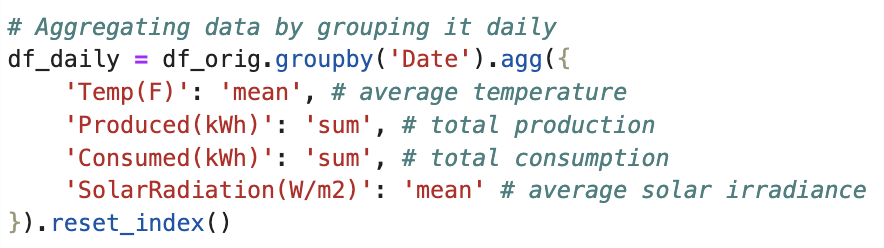 # Aggregating data by grouping it daily
df_daily = df_orig.groupby('Date').agg({
    'Temp(F)': 'mean', # average temperature
    'Produced(kWh)': 'sum', # total production
    'Consumed(kWh)': 'sum', # total consumption
    'SolarRadiation(W/m2)': 'mean' # average solar irradiance
}).reset_index()